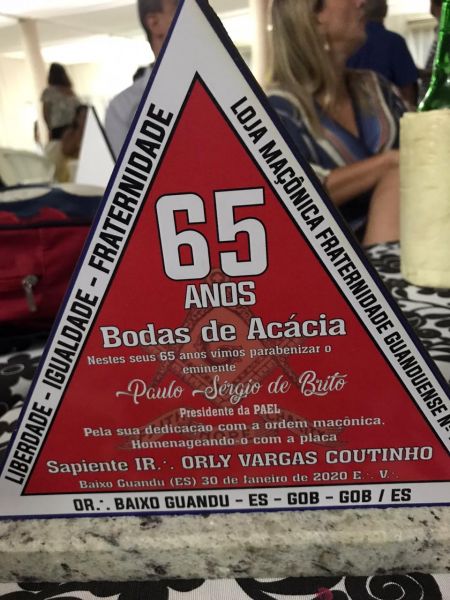 LIBERDADE - IGUALDADE - FRATERNIDADE
LOJA MAÇÔNICA FRATERNIDADE GUANDUENSE Nº
65
ANOS
Bodas de Acácia
Nestes seus 65 anos vimos parabenizar o
eminente
Paulo Sérgio de Brito
Presidente da PAEL
Pela sua dedicação com a ordem maçônica.
Homenageando-o com a placa
Sapiente IR.·. ORLY VARGAS COUTINHO
Baixo Guandu (ES) 30 de Janeiro de 2020 E.·. V.·.
OR.·. BAIXO GUANDU - ES - GOB - GOB / ES